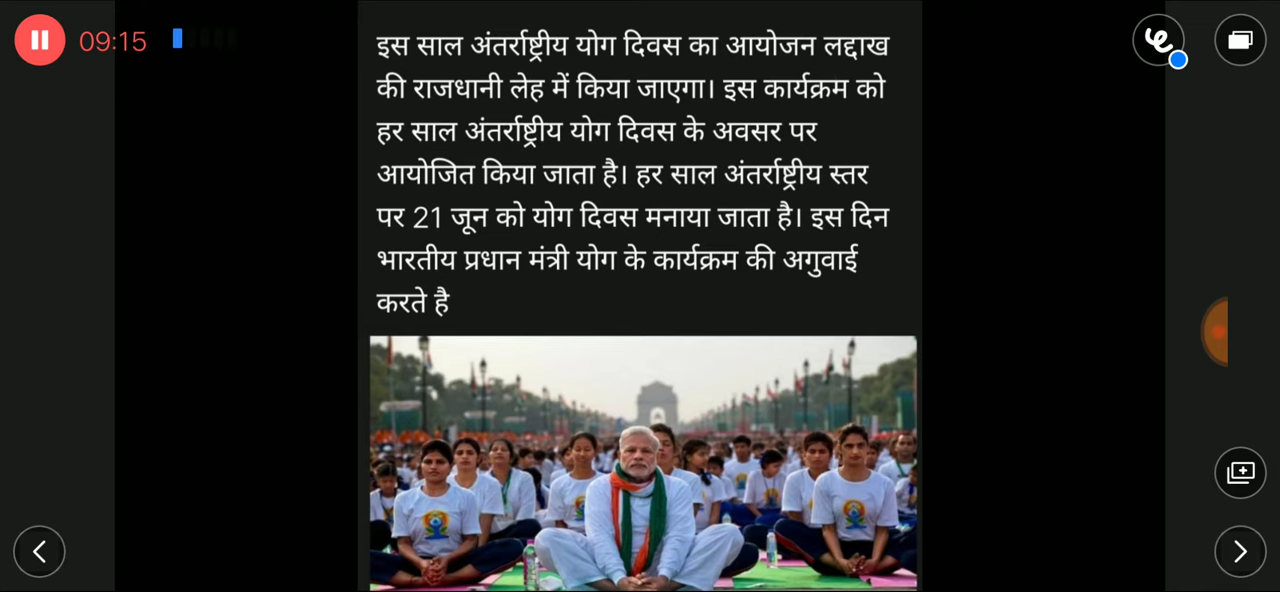 09:15
इस साल अंतर्राष्ट्रीय योग दिवस का आयोजन लद्दाख
की राजधानी लेह में किया जाएगा। इस कार्यक्रम को
हर साल अंतर्राष्ट्रीय योग दिवस के अवसर पर
आयोजित किया जाता है। हर साल अंतर्राष्ट्रीय स्तर
पर 21 जून को योग दिवस मनाया जाता है। इस दिन
भारतीय प्रधान मंत्री योग के कार्यक्रम की अगुवाई
करते है